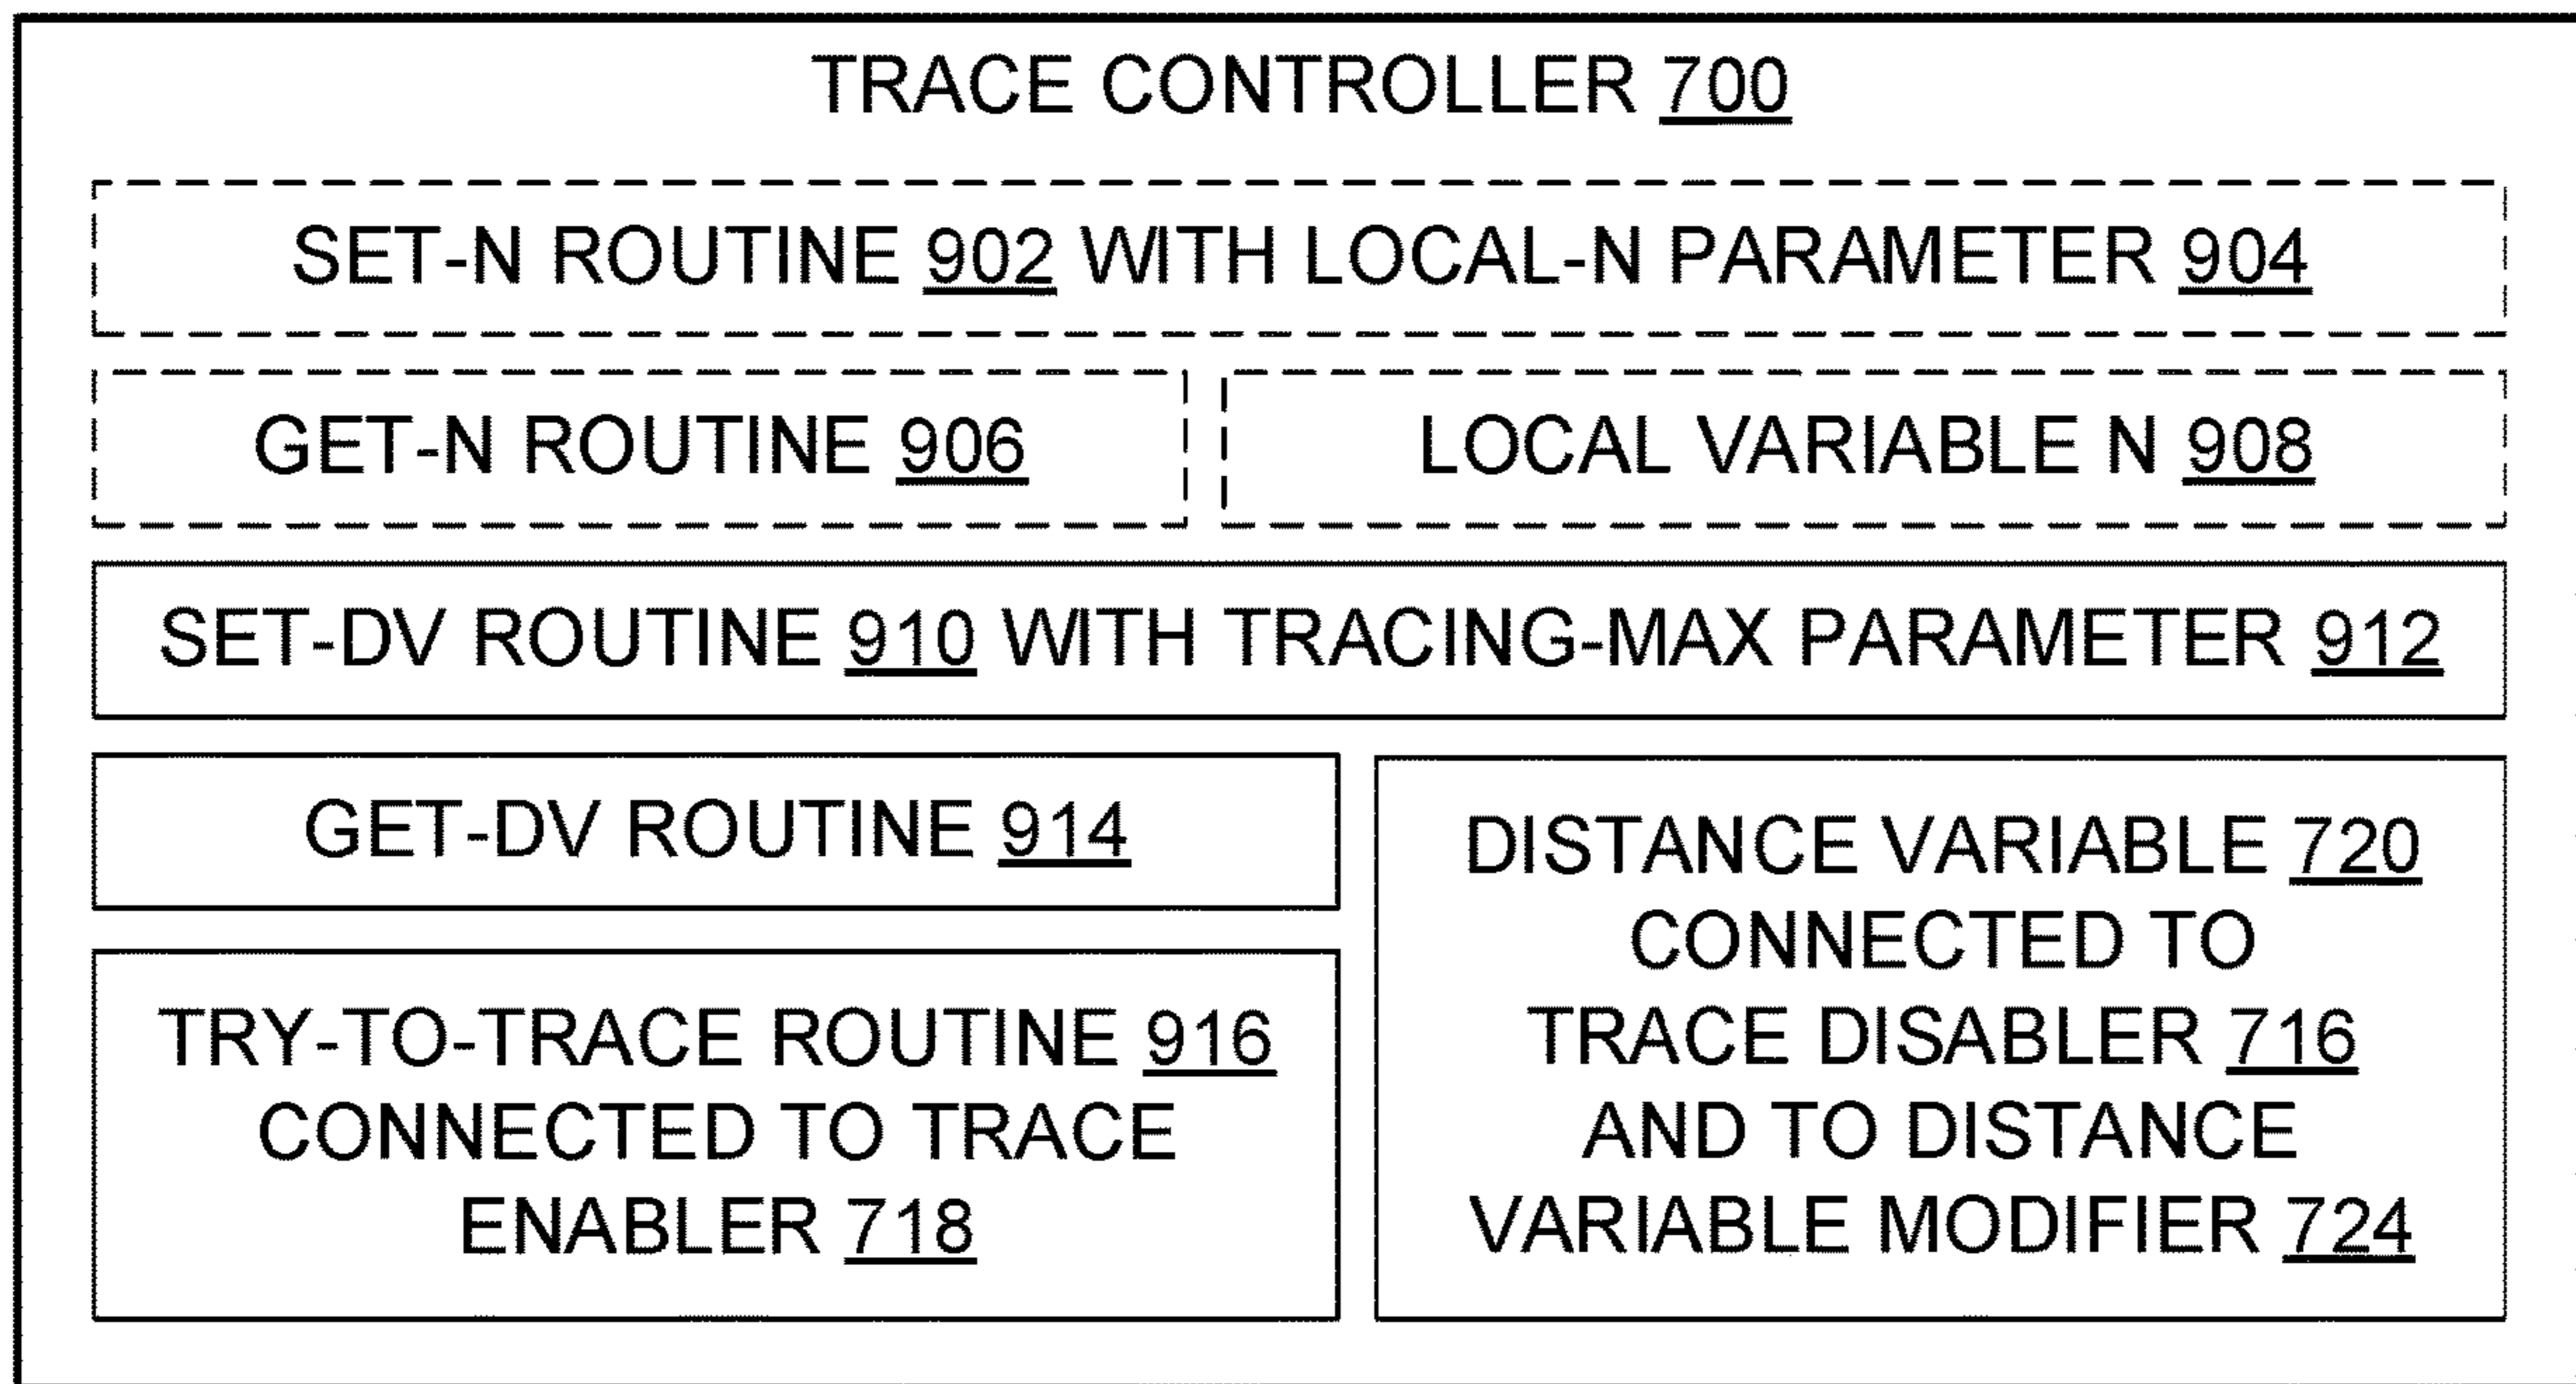 TRACE CONTROLLER 700
SET-N ROUTINE 902 WITH LOCAL-N PARAMETER 904
GET-N ROUTINE 906
LOCAL VARIABLE N 908
SET-DV ROUTINE 910 WITH TRACING-MAX PARAMETER 912
GET-DV ROUTINE 914
TRY-TO-TRACE ROUTINE 916
CONNECTED TO TRACE
ENABLER 718
DISTANCE VARIABLE 720
CONNECTED TO
TRACE DISABLER 716
AND TO DISTANCE
VARIABLE MODIFIER 724